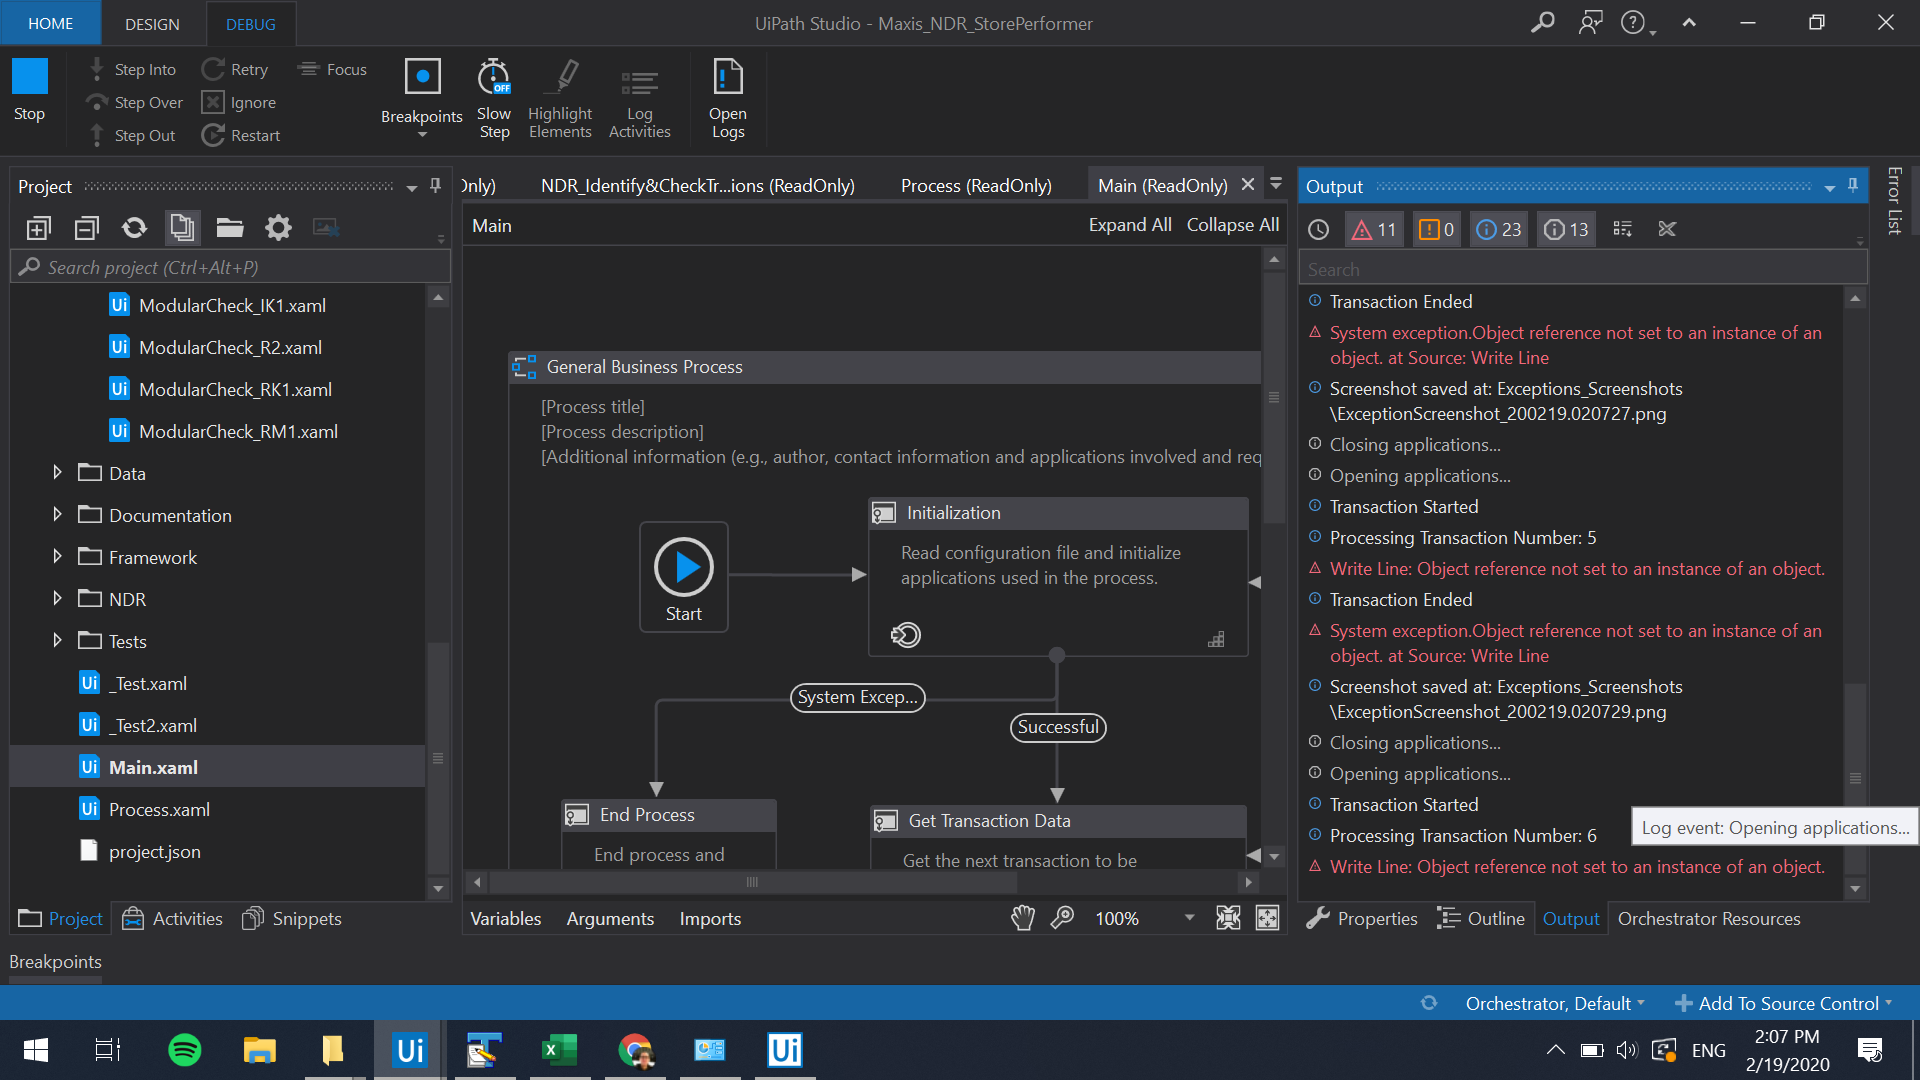 HOME
DESIGN
DEBUG
UiPath Studio - Maxis_NDR_StorePerformer
Stop
Step Into
Step Over
Step Out
Retry
Ignore
Restart
Focus
Breakpoints
OFF
Slow
Step
Highlight
Elements
Log
Activities
Open
Logs
Project
Search project (Ctrl+Alt+P)
Ui ModularCheck_IK1.xaml
Ui ModularCheck_R2.xaml
Ui ModularCheck_RK1.xaml
Ui ModularCheck_RM1.xaml
Data
Documentation
Framework
NDR
Tests
Ui _Test.xaml
Ui _Test2.xaml
Ui Main.xaml
Ui Process.xaml
project.json
Project
Activities
Snippets
Only)
NDR_Identify&CheckTr...ions (ReadOnly)
Process (ReadOnly)
Main (ReadOnly)
Main
Expand All
Collapse All
General Business Process
[Process title]
[Process description]
[Additional information (e.g., author, contact information and applications involved and req
Start
Initialization
Read configuration file and initialize
applications used in the process.
System Excep...
Successful
End Process
End process and
Get Transaction Data
Get the next transaction to be
Variables
Arguments
Imports
100%
Output
11
0
23
13
Search
Transaction Ended
System exception.Object reference not set to an instance of an
object. at Source: Write Line
Screenshot saved at: Exceptions_Screenshots
\ExceptionScreenshot_200219.020727.png
Closing applications...
Opening applications...
Transaction Started
Processing Transaction Number: 5
Write Line: Object reference not set to an instance of an object.
Transaction Ended
System exception.Object reference not set to an instance of an
object. at Source: Write Line
Screenshot saved at: Exceptions_Screenshots
\ExceptionScreenshot_200219.020729.png
Closing applications...
Opening applications...
Transaction Started
Processing Transaction Number: 6
Log event: Opening applications...
Write Line: Object reference not set to an instance of an object.
Properties
Outline
Output
Orchestrator Resources
Error List
Breakpoints
Orchestrator, Default
Add To Source Control
Ui
Ui
ENG
2:07 PM
2/19/2020